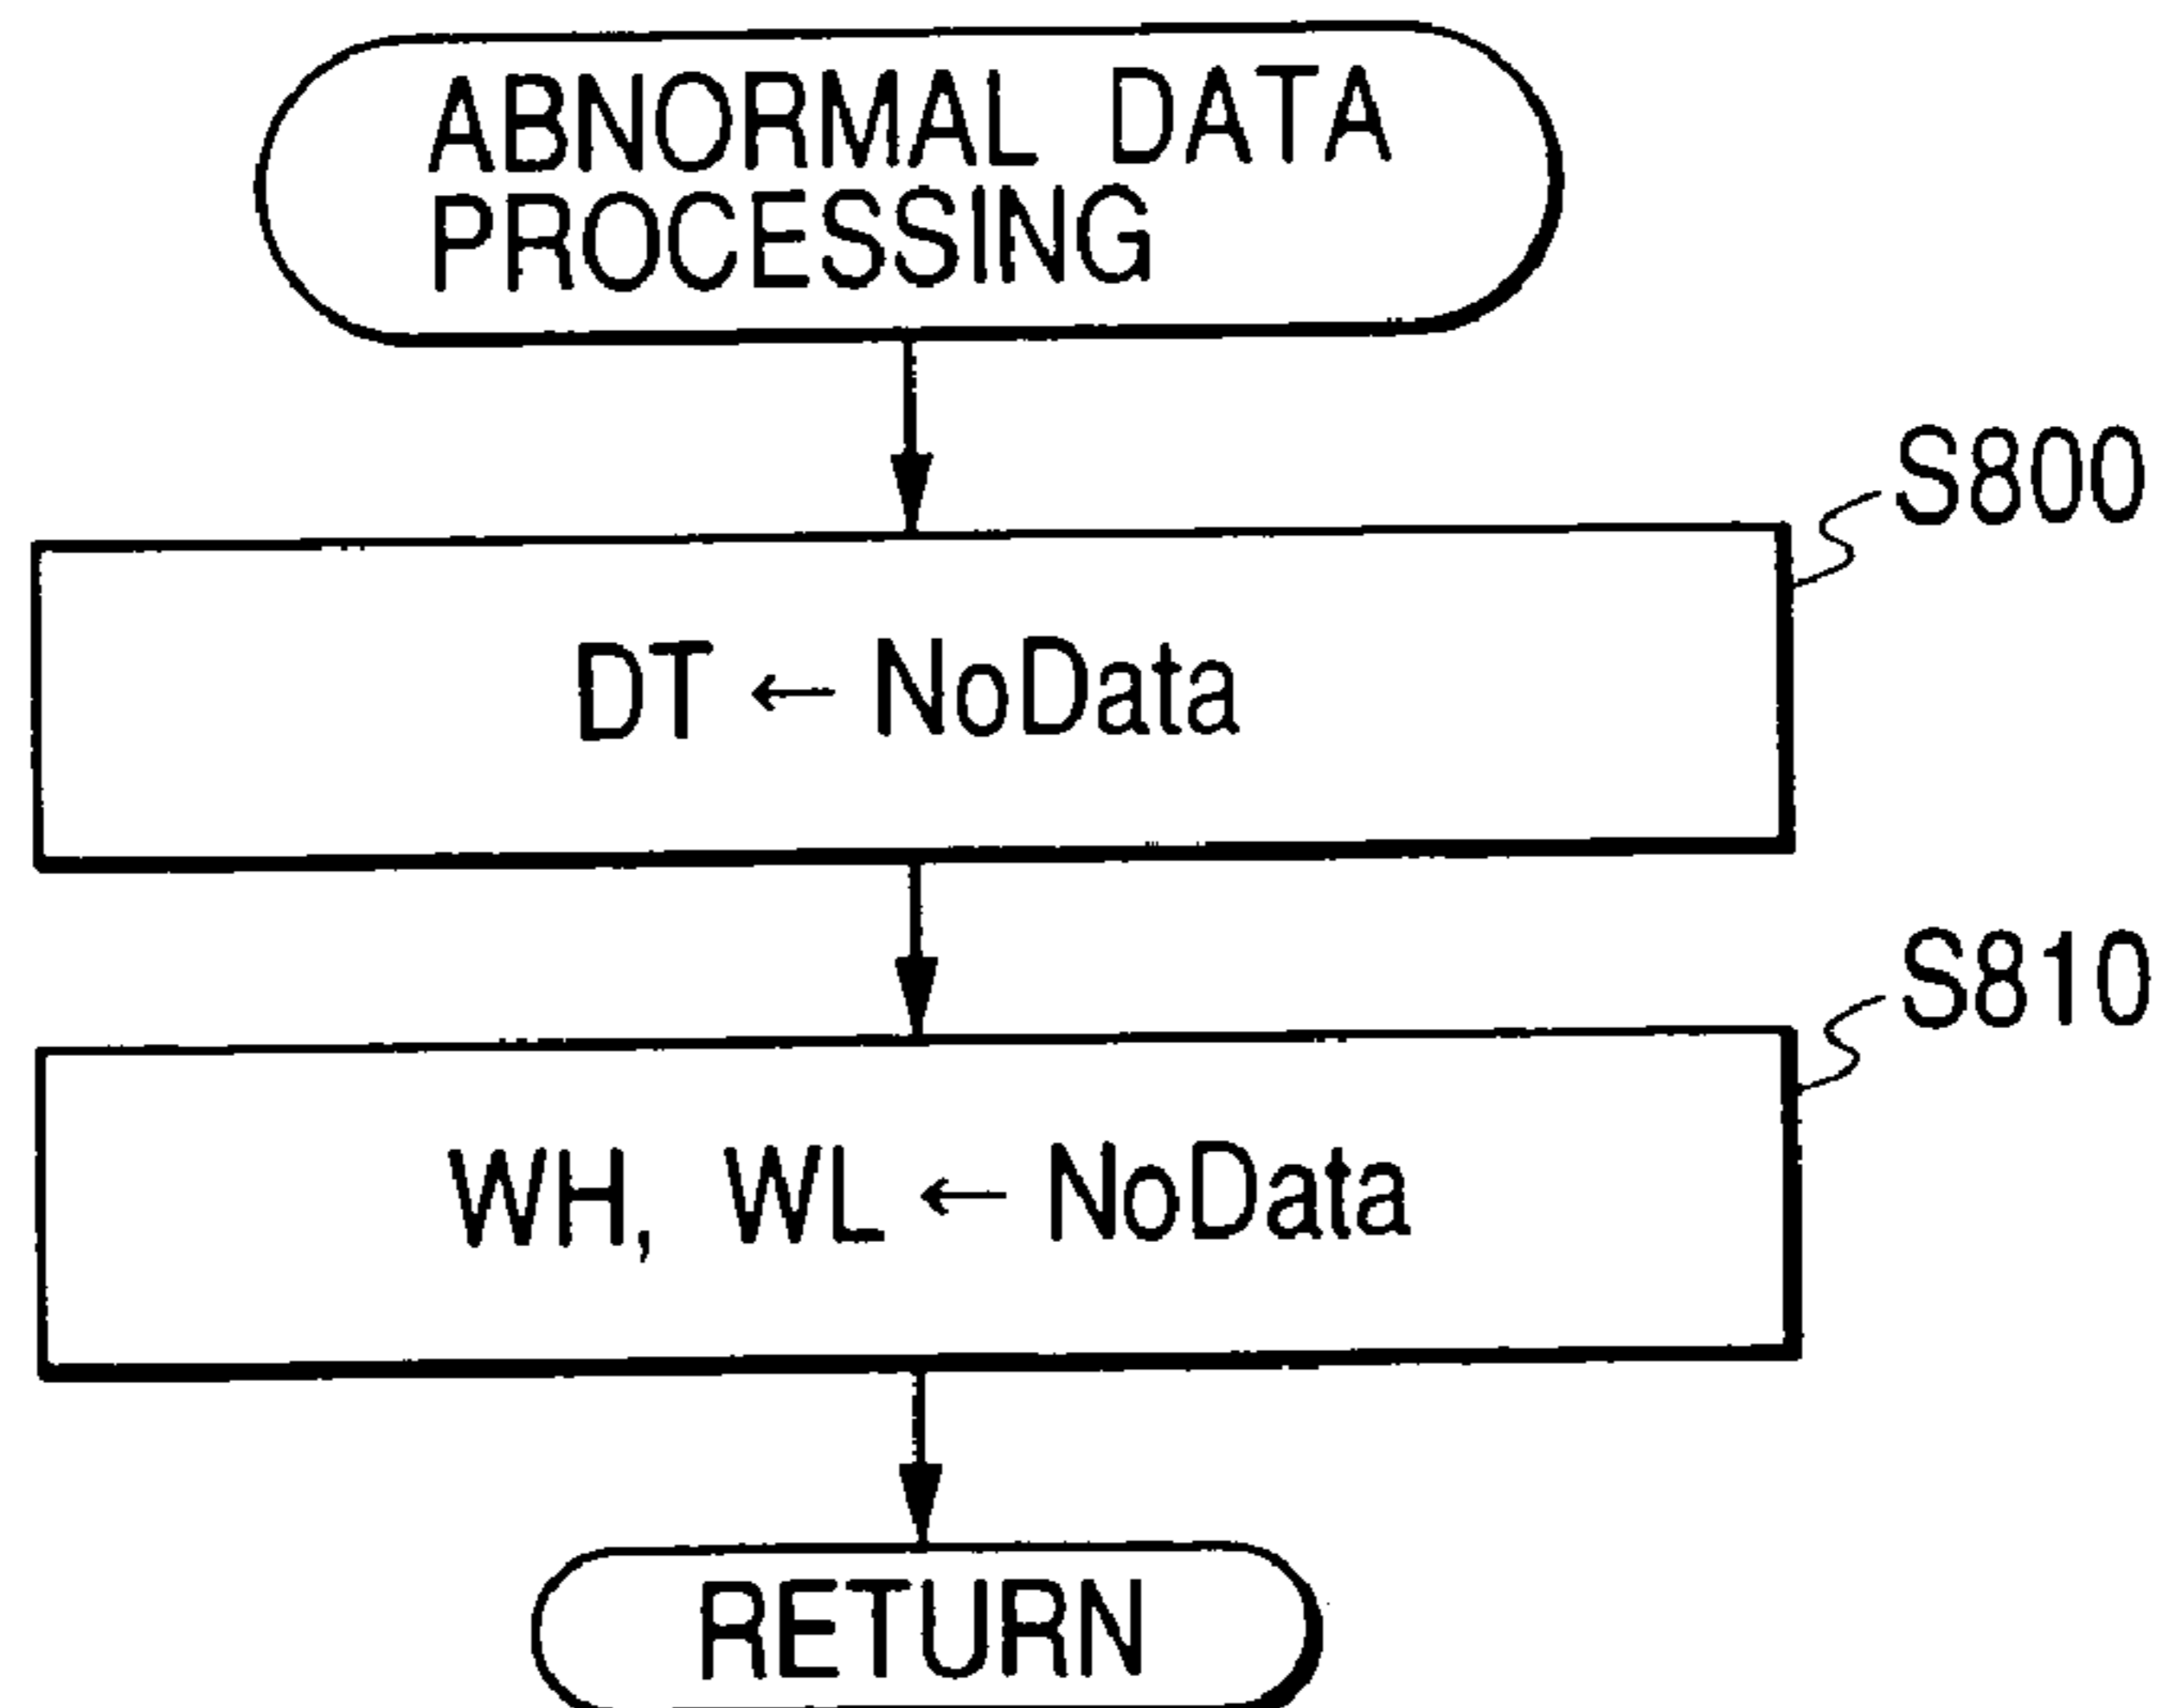 ABNORMAL DATA
PROCESSING
S800
DT ← NoData
S810
WH, WL ← NoData
RETURN